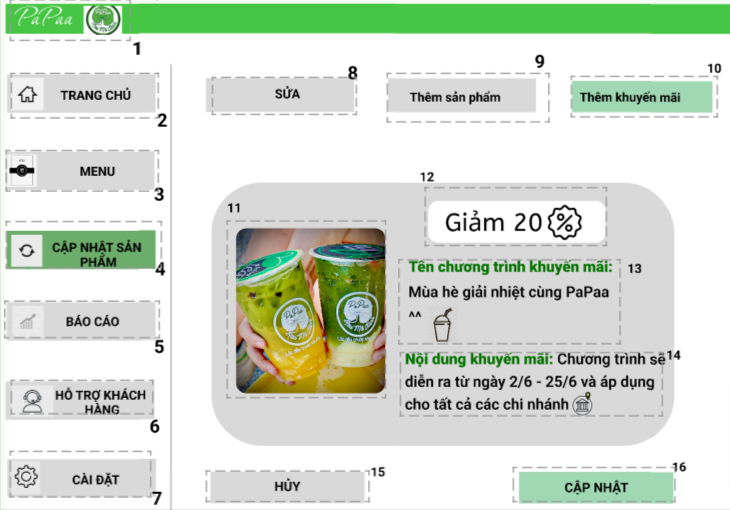 PaPaa
1
TRANG CHỦ
2
MENU
3
CẬP NHẬT SẢN
PHẨM
4
BÁO CÁO
5
HỖ TRỢ KHÁCH
HÀNG
6
CÀI ĐẶT
7
SỬA
8
Thêm sản phẩm
9
Thêm khuyến mãi
10
11
PaPaa
PaPaa
12
Giảm 20 %
Tên chương trình khuyến mãi:
13
Mùa hè giải nhiệt cùng PaPaa
^^
Nội dung khuyến mãi: Chương trình sẽ
14
diễn ra từ ngày 2/6 - 25/6 và áp dụng
cho tất cả các chi nhánh
HỦY
15
CẬP NHẬT
16